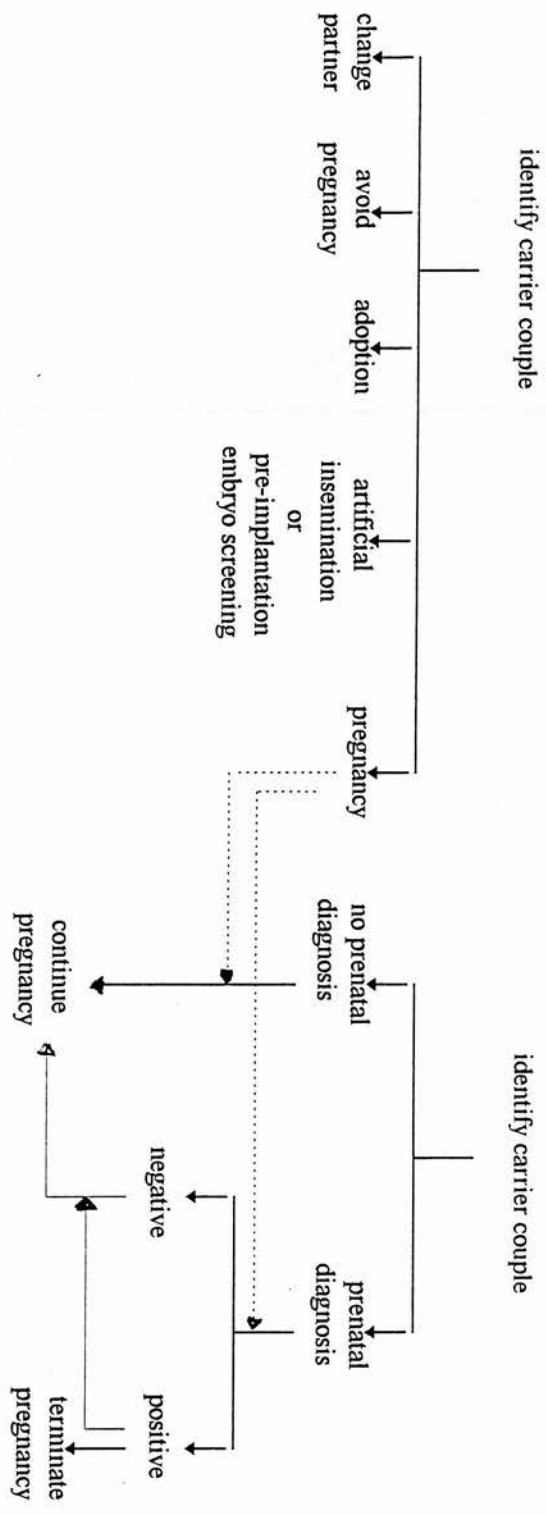 identify carrier couple
change
partner
avoid
pregnancy
adoption
artificial
insemination
or
pre-implantation
embryo screening
pregnancy
identify carrier couple
no prenatal
diagnosis
prenatal
diagnosis
negative
positive
continue
pregnancy
terminate
pregnancy